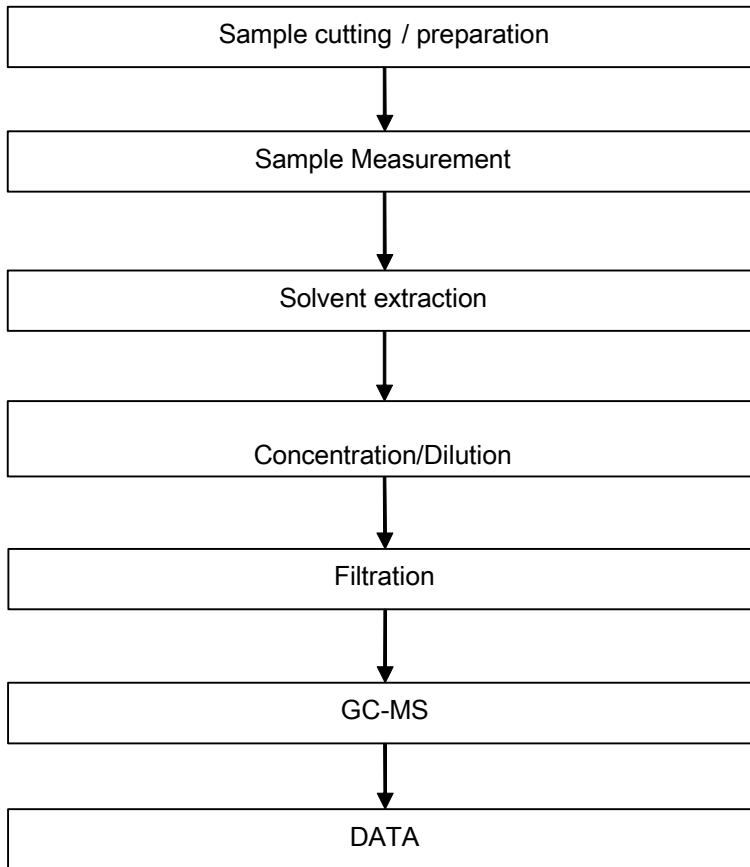 Sample cutting / preparation
Sample Measurement
Solvent extraction
Concentration/Dilution
Filtration
GC-MS
DATA